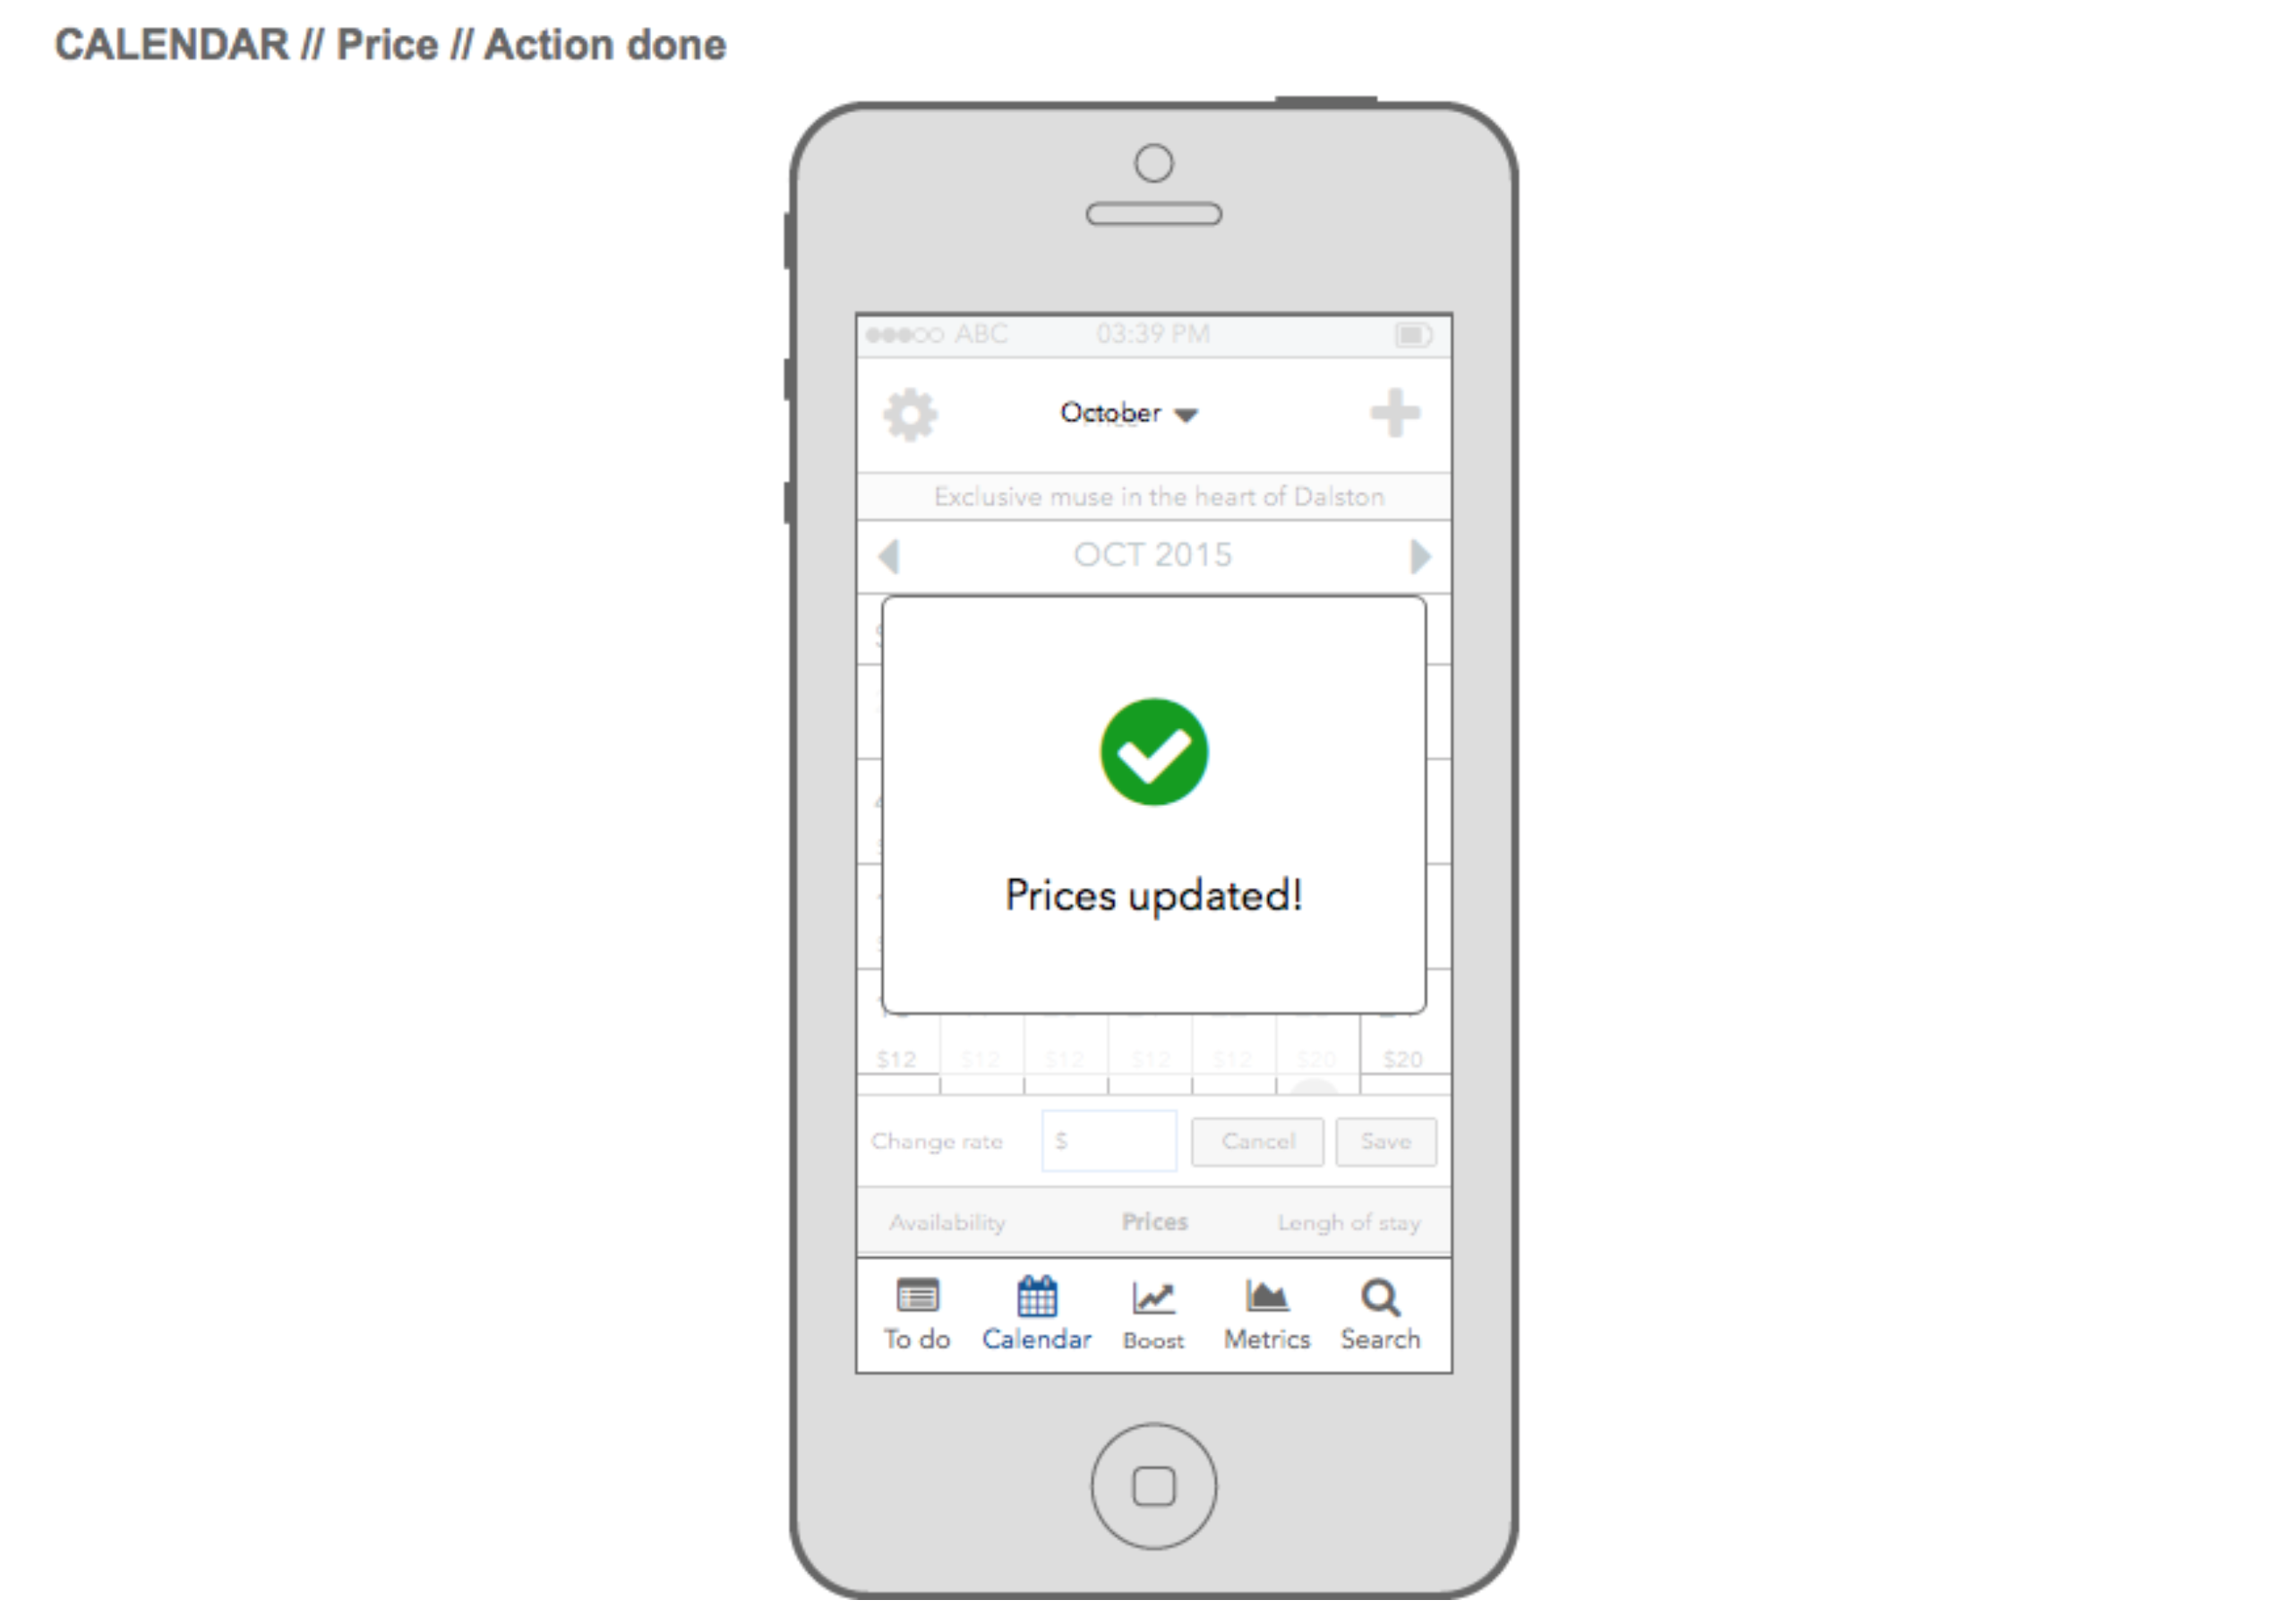 CALENDAR // Price // Action done
ABC 03:39 PM
October
Exclusive muse in the heart of Dalston
OCT 2015
Prices updated!
$12 $12 $12 $12 $12 $20 $20
Change rate $ Cancel Save
Availability Prices Lengh of stay
To do Calendar Boost Metrics Search